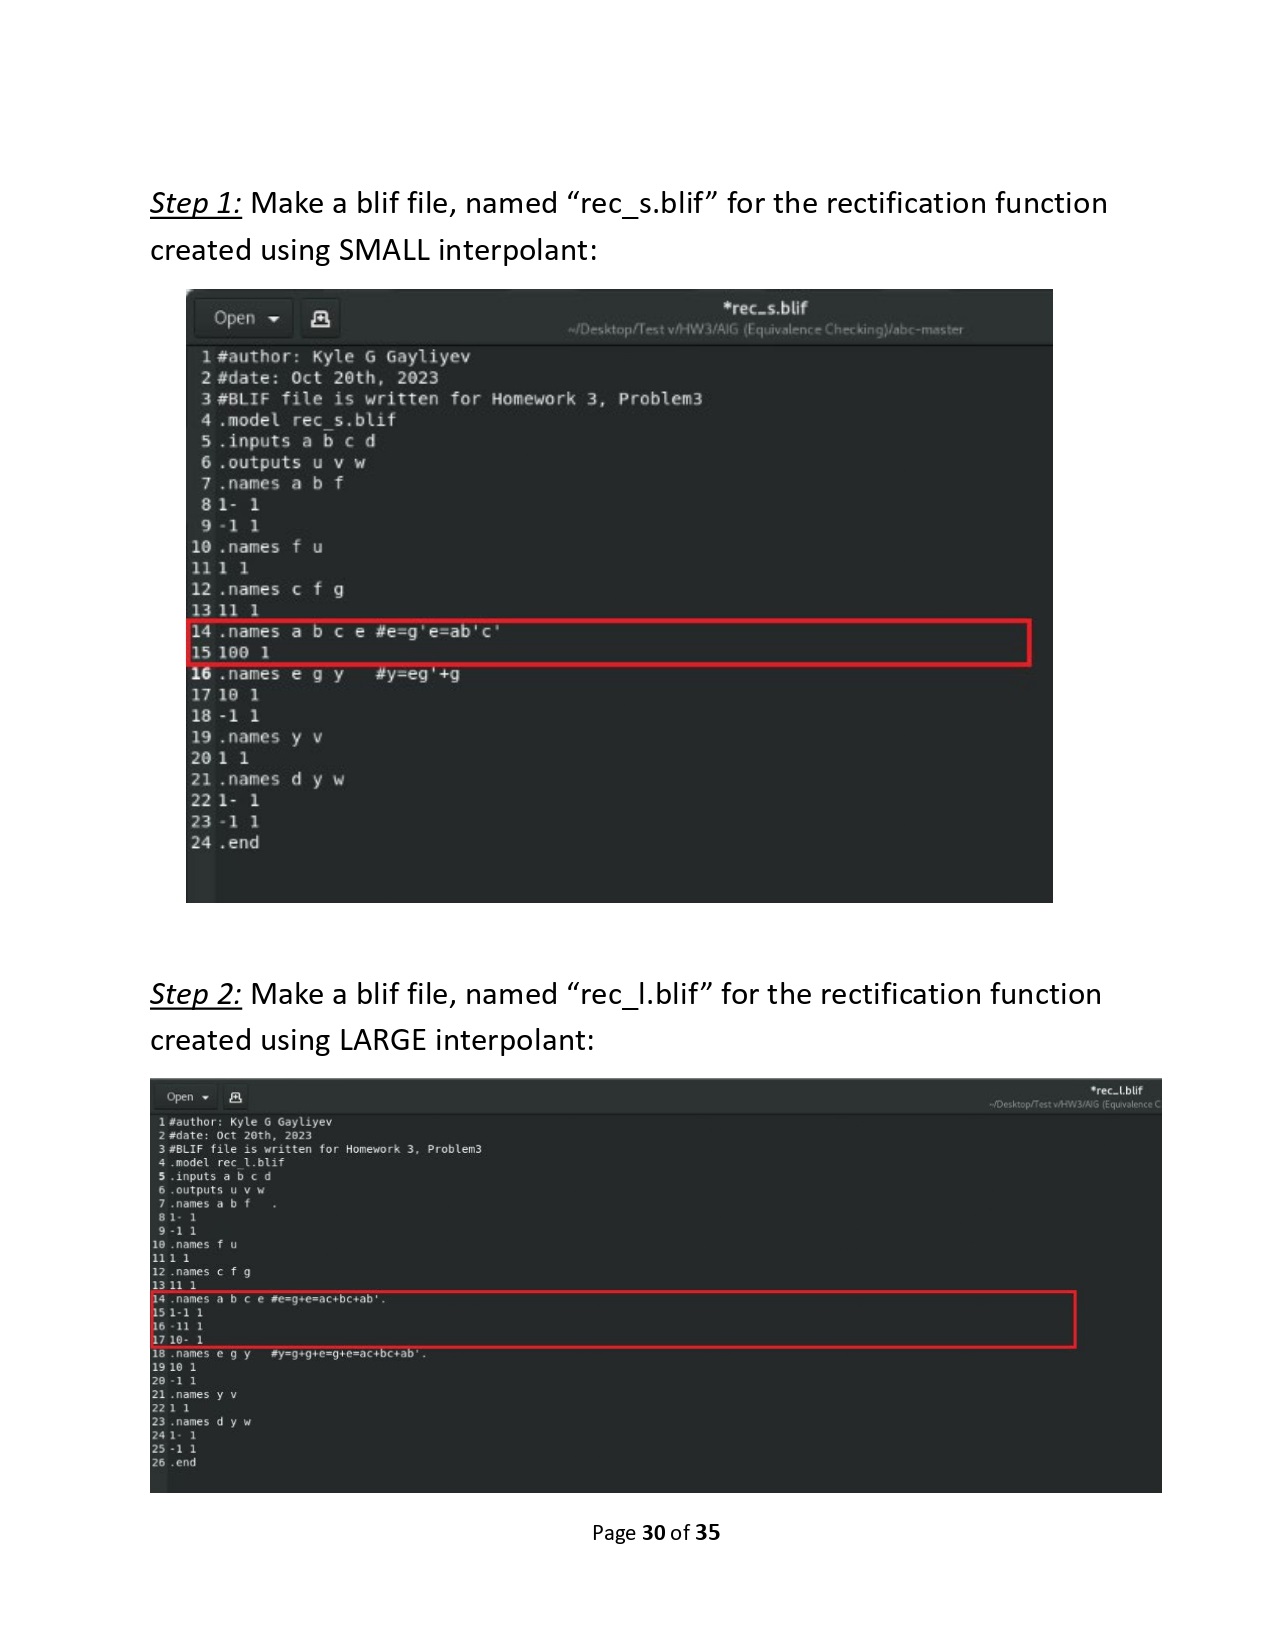 Step 1: Make a blif file, named “rec_s.blif” for the rectification function
created using SMALL interpolant:
Open
*rec_s.blif
~/Desktop/Test v/HW3/AIG (Equivalence Checking)/abc-master
1 #author: Kyle G Gayliyev
2 #date: Oct 20th, 2023
3 #BLIF file is written for Homework 3, Problem3
4 .model rec_s.blif
5 .inputs a b c d
6 .outputs u v w
7 .names a b f
8 1- 1
9 -1 1
10 .names f u
11 1 1
12 .names c f g
13 11 1
14 .names a b c e #e=g'e=ab'c'
15 100 1
16 .names e g y   #y=eg'+g
17 10 1
18 -1 1
19 .names y v
20 1 1
21 .names d y w
22 1- 1
23 -1 1
24 .end
Step 2: Make a blif file, named “rec_l.blif” for the rectification function
created using LARGE interpolant:
Open
*rec_l.blif
~/Desktop/Test v/HW3/AIG (Equivalence C
1 #author: Kyle G Gayliyev
2 #date: Oct 20th, 2023
3 #BLIF file is written for Homework 3, Problem3
4 .model rec_l.blif
5 .inputs a b c d
6 .outputs u v w
7 .names a b f   .
8 1- 1
9 -1 1
10 .names f u
11 1 1
12 .names c f g
13 11 1
14 .names a b c e #e=g+e=ac+bc+ab'.
15 1-1 1
16 -11 1
17 10- 1
18 .names e g y   #y=g+g+e=g+e=ac+bc+ab'.
19 10 1
20 -1 1
21 .names y v
22 1 1
23 .names d y w
24 1- 1
25 -1 1
26 .end
Page 30 of 35